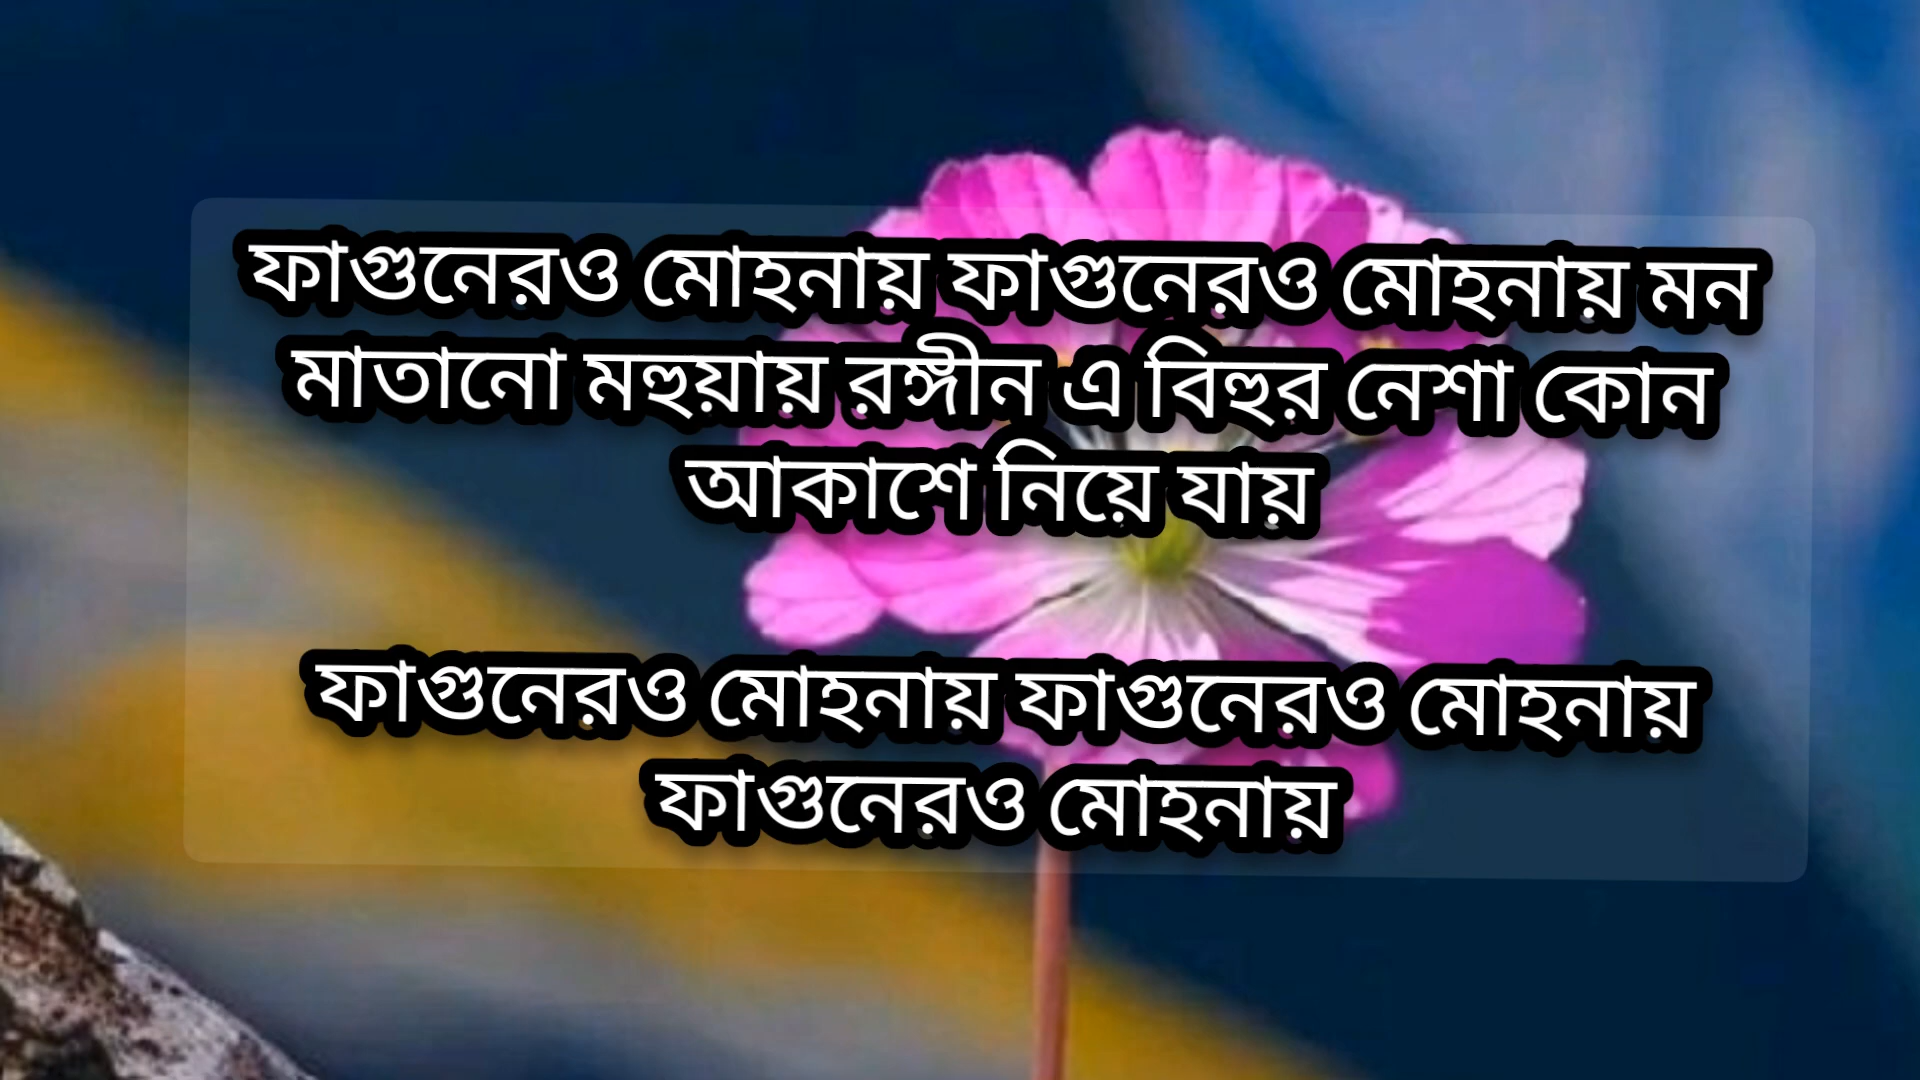 ফাগুনেরও মোহনায় ফাগুনেরও মোহনায় মন
মাতানো মহুয়ায় রঙ্গীন এ বিহুর নেশা কোন
আকাশে নিয়ে যায়
ফাগুনেরও মোহনায় ফাগুনেরও মোহনায়
ফাগুনেরও মোহনায়